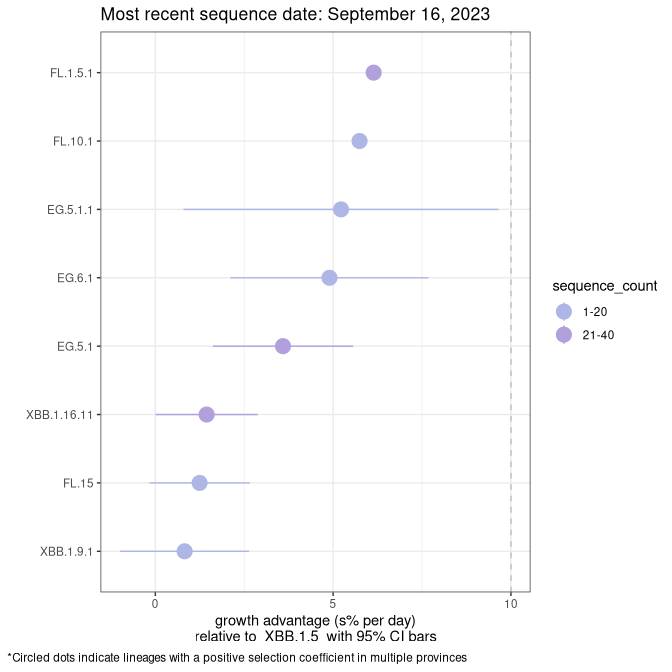 Most recent sequence date: September 16, 2023
FL.1.5.1
FL.10.1
EG.5.1.1
EG.6.1
EG.5.1
XBB.1.16.11
FL.15
XBB.1.9.1
0 5 10
growth advantage (s% per day)
relative to XBB.1.5 with 95% CI bars
sequence_count
1-20
21-40
*Circled dots indicate lineages with a positive selection coefficient in multiple provinces